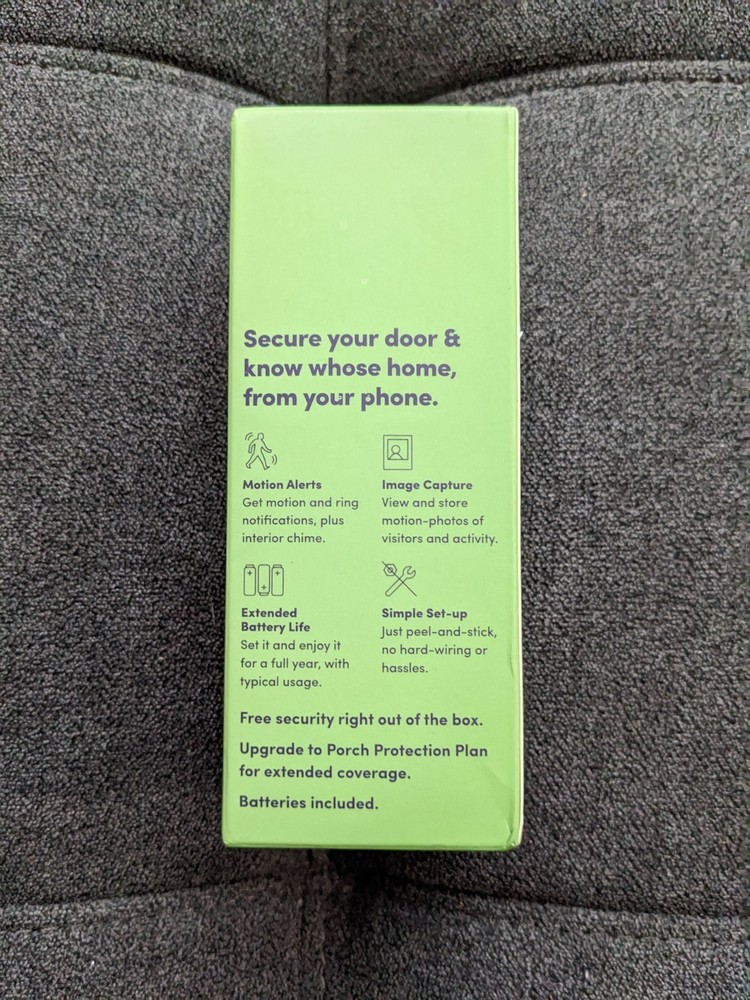 Secure your door &
know whose home,
from your phone.
Motion Alerts
Get motion and ring
notifications, plus
interior chime.
Image Capture
View and store
motion-photos of
visitors and activity.
Extended
Battery Life
Set it and enjoy it
for a full year, with
typical usage.
Simple Set-up
Just peel-and-stick,
no hard-wiring or
hassles.
Free security right out of the box.
Upgrade to Porch Protection Plan
for extended coverage.
Batteries included.